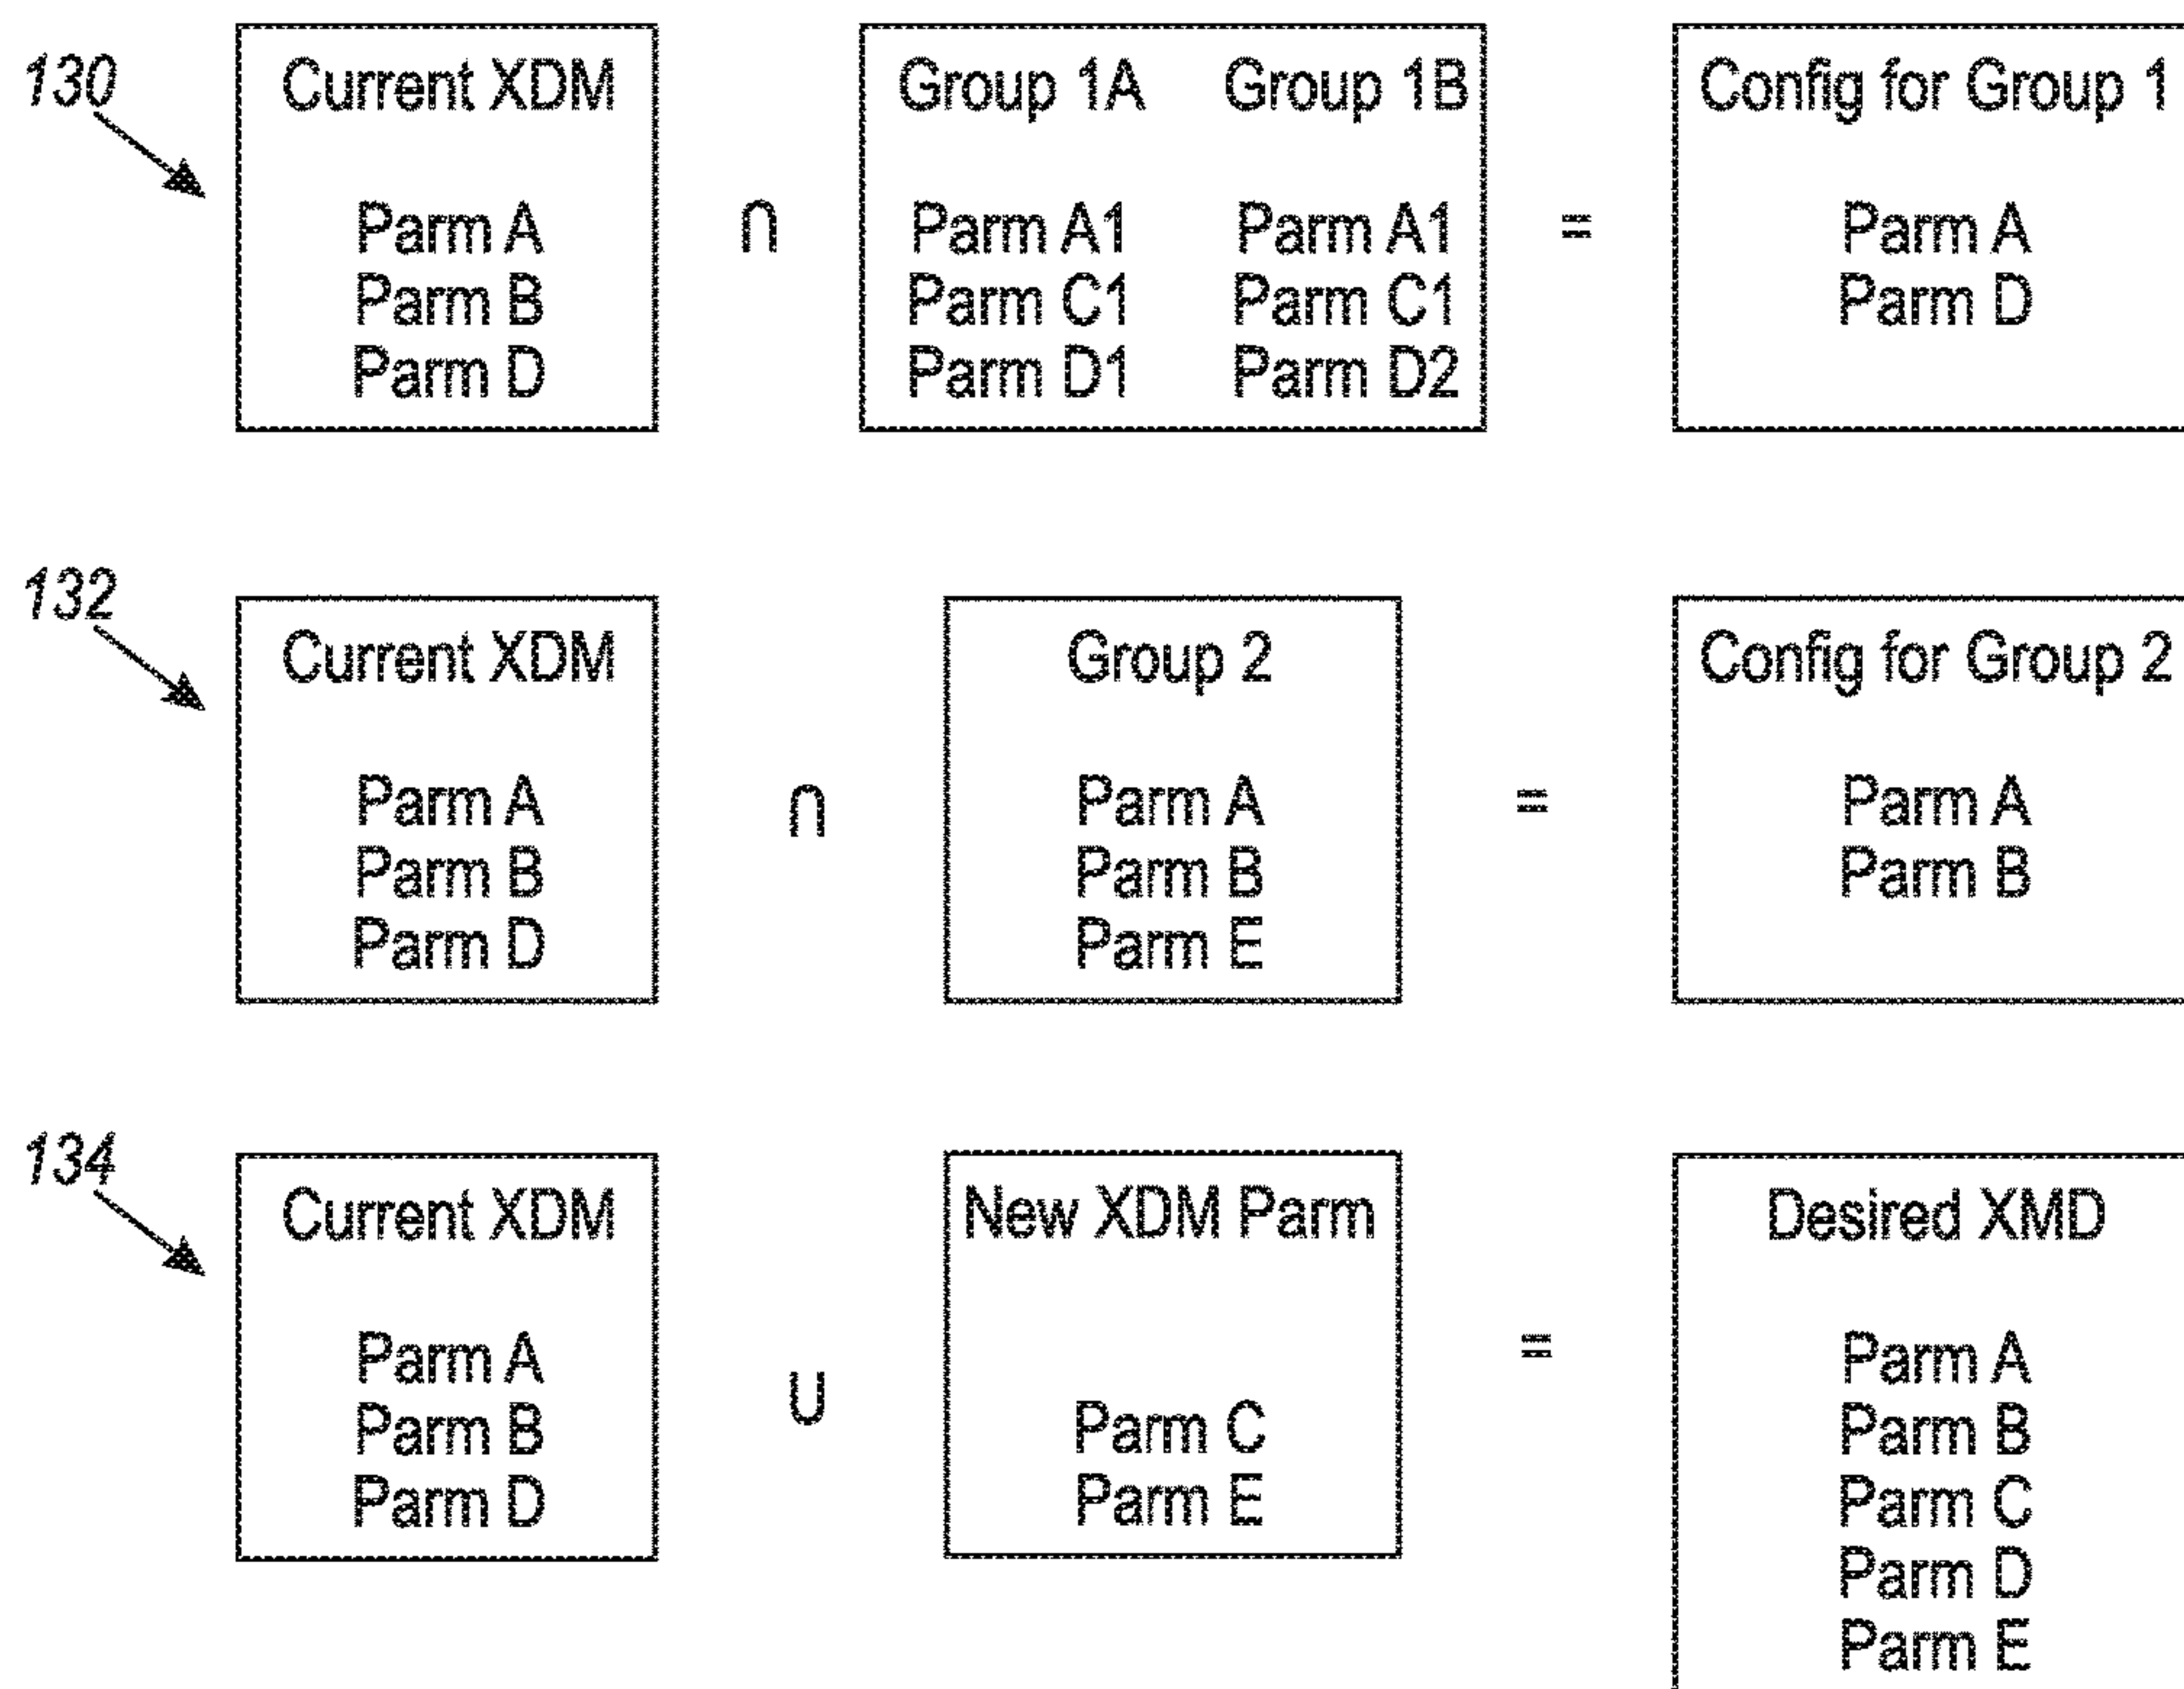 130
Current XDM
Parm A
Parm B
Parm D
∩
Group 1A Group 1B
Parm A1 Parm A1
Parm C1 Parm C1
Parm D1 Parm D2
=
Config for Group 1
Parm A
Parm D
132
Current XDM
Parm A
Parm B
Parm D
∩
Group 2
Parm A
Parm B
Parm E
=
Config for Group 2
Parm A
Parm B
134
Current XDM
Parm A
Parm B
Parm D
∪
New XDM Parm
Parm C
Parm E
=
Desired XMD
Parm A
Parm B
Parm C
Parm D
Parm E